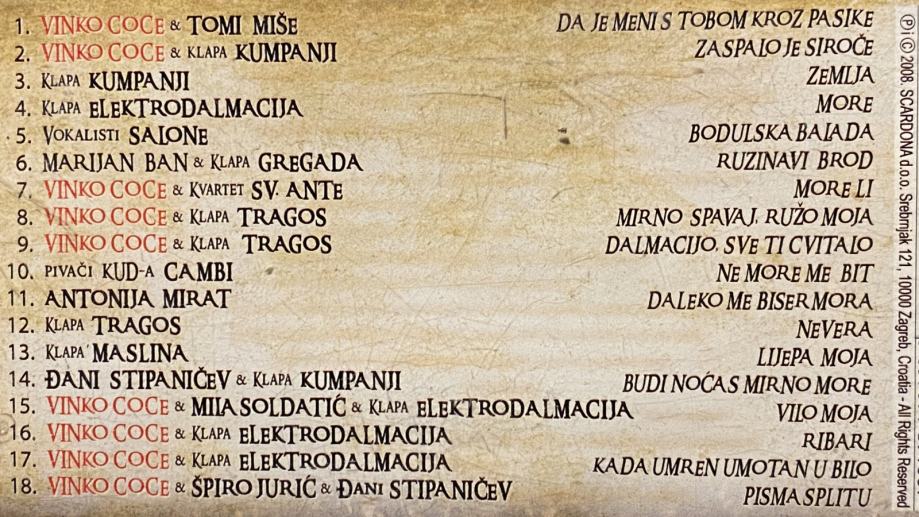 1. VINKO COCE & TOMI MIŠE DA JE MENI S TOBOM KROZ PASIKE
2. VINKO COCE & KLAPA KUMPANJI ZASPALO JE SIROČE
3. KLAPA KUMPANJI ZEMLJA
4. KLAPA ELEKTRODALMACIJA MORE
5. VOKALISTI SALONE BODULSKA BALADA
6. MARIJAN BAN & KLAPA GREGADA RUZINAVI BROD
7. VINKO COCE & KVARTET SV. ANTE MORE LI
8. VINKO COCE & KLAPA TRAGOS MIRNO SPAVAJ, RUŽO MOJA
9. VINKO COCE & KLAPA TRAGOS DALMACIJO, SVE TI CVITALO
10. PIVAČI KUD-A CAMBI NE MORE ME BIT
11. ANTONIJA MIRAT DALEKO ME BISER MORA
12. KLAPA TRAGOS NEVERA
13. KLAPA MASLINA LIJEPA MOJA
14. ĐANI STIPANIČEV & KLAPA KUMPANJI BUDI NOĆAS MIRNO MORE
15. VINKO COCE & MIJA SOLDATIĆ & KLAPA ELEKTRODALMACIJA VILO MOJA
16. VINKO COCE & KLAPA ELEKTRODALMACIJA RIBARI
17. VINKO COCE & KLAPA ELEKTRODALMACIJA KADA UMREN UMOTAN U BILO
18. VINKO COCE & ŠPIRO JURIĆ & ĐANI STIPANIČEV PISMA SPLITU
℗ i © 2008. SCARDONA d.o.o. Srebrnjak 121, 10000 Zagreb, Croatia - All Rights Reserved